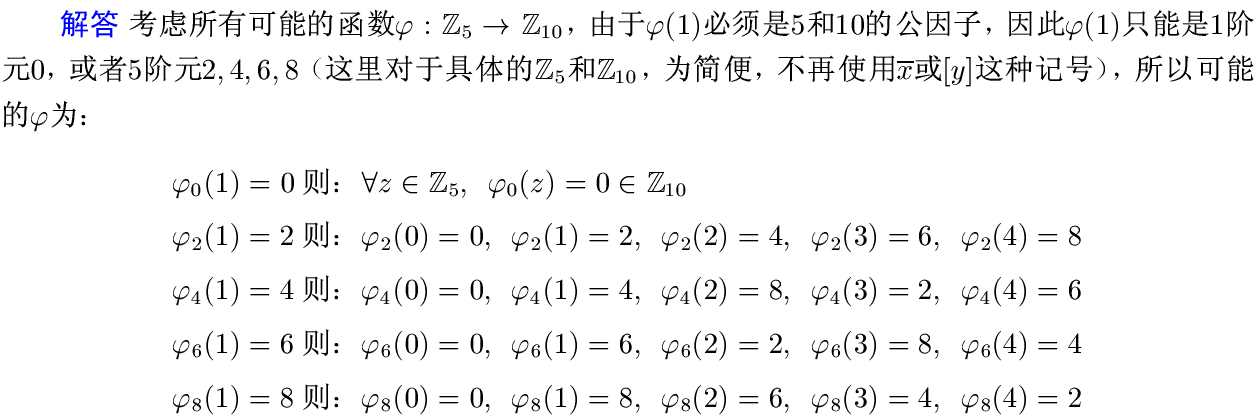 解答 考虑所有可能的函数φ : ℤ₅ → ℤ₁₀，由于φ(1)必须是5和10的公因子，因此φ(1)只能是1阶
元0，或者5阶元2, 4, 6, 8（这里对于具体的ℤ₅和ℤ₁₀，为简便，不再使用x̅或[y]这种记号），所以可能
的φ为：
φ₀(1) = 0 则：∀z ∈ ℤ₅, φ₀(z) = 0 ∈ ℤ₁₀
φ₂(1) = 2 则：φ₂(0) = 0, φ₂(1) = 2, φ₂(2) = 4, φ₂(3) = 6, φ₂(4) = 8
φ₄(1) = 4 则：φ₄(0) = 0, φ₄(1) = 4, φ₄(2) = 8, φ₄(3) = 2, φ₄(4) = 6
φ₆(1) = 6 则：φ₆(0) = 0, φ₆(1) = 6, φ₆(2) = 2, φ₆(3) = 8, φ₆(4) = 4
φ₈(1) = 8 则：φ₈(0) = 0, φ₈(1) = 8, φ₈(2) = 6, φ₈(3) = 4, φ₈(4) = 2